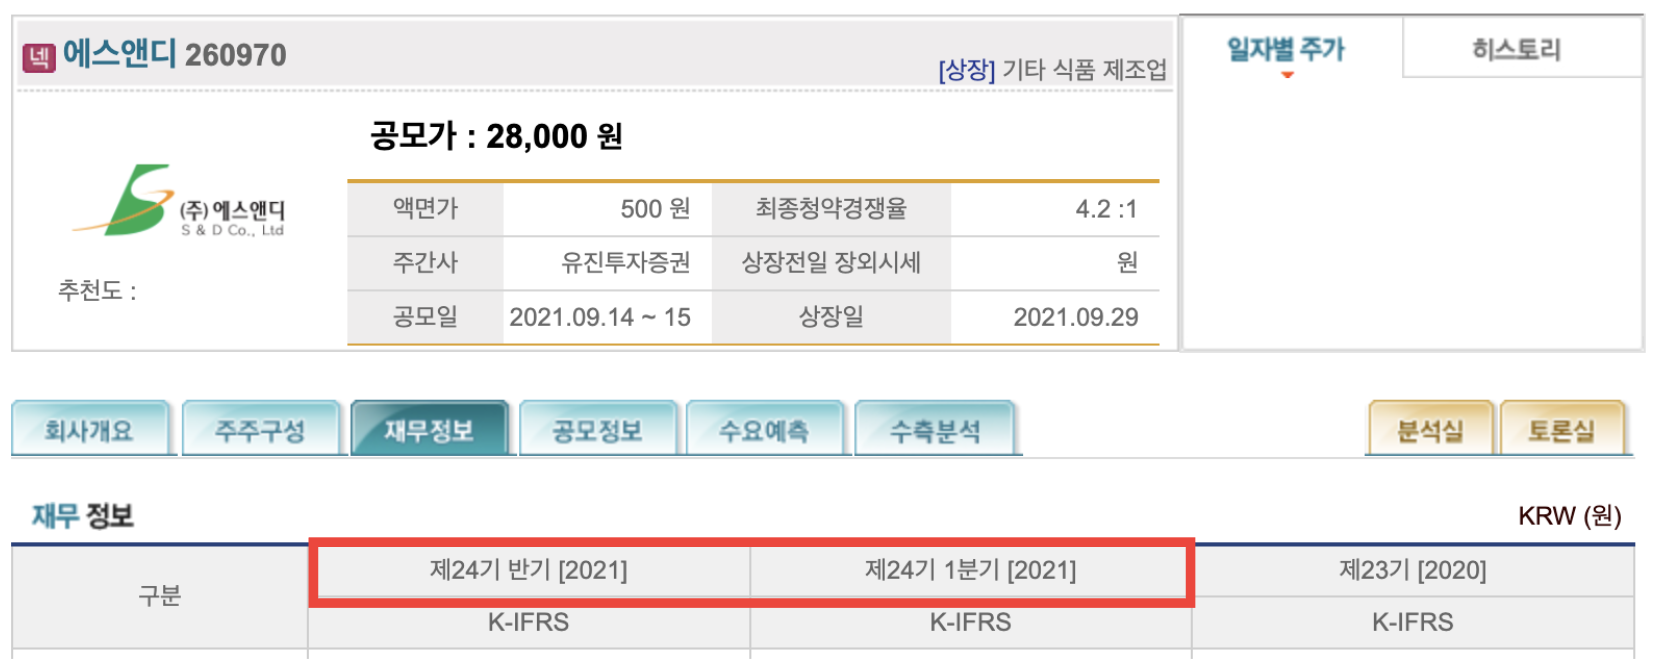 넥 에스앤디 260970
[상장] 기타 식품 제조업
일자별 주가 히스토리
공모가 : 28,000 원
(주)에스앤디
S & D Co., Ltd
추천도 :
액면가 500 원 최종청약경쟁율 4.2 :1
주간사 유진투자증권 상장전일 장외시세 원
공모일 2021.09.14 ~ 15 상장일 2021.09.29
회사개요 주주구성 재무정보 공모정보 수요예측 수측분석 분석실 토론실
재무 정보 KRW (원)
구분 제24기 반기 [2021] 제24기 1분기 [2021] 제23기 [2020]
K-IFRS K-IFRS K-IFRS